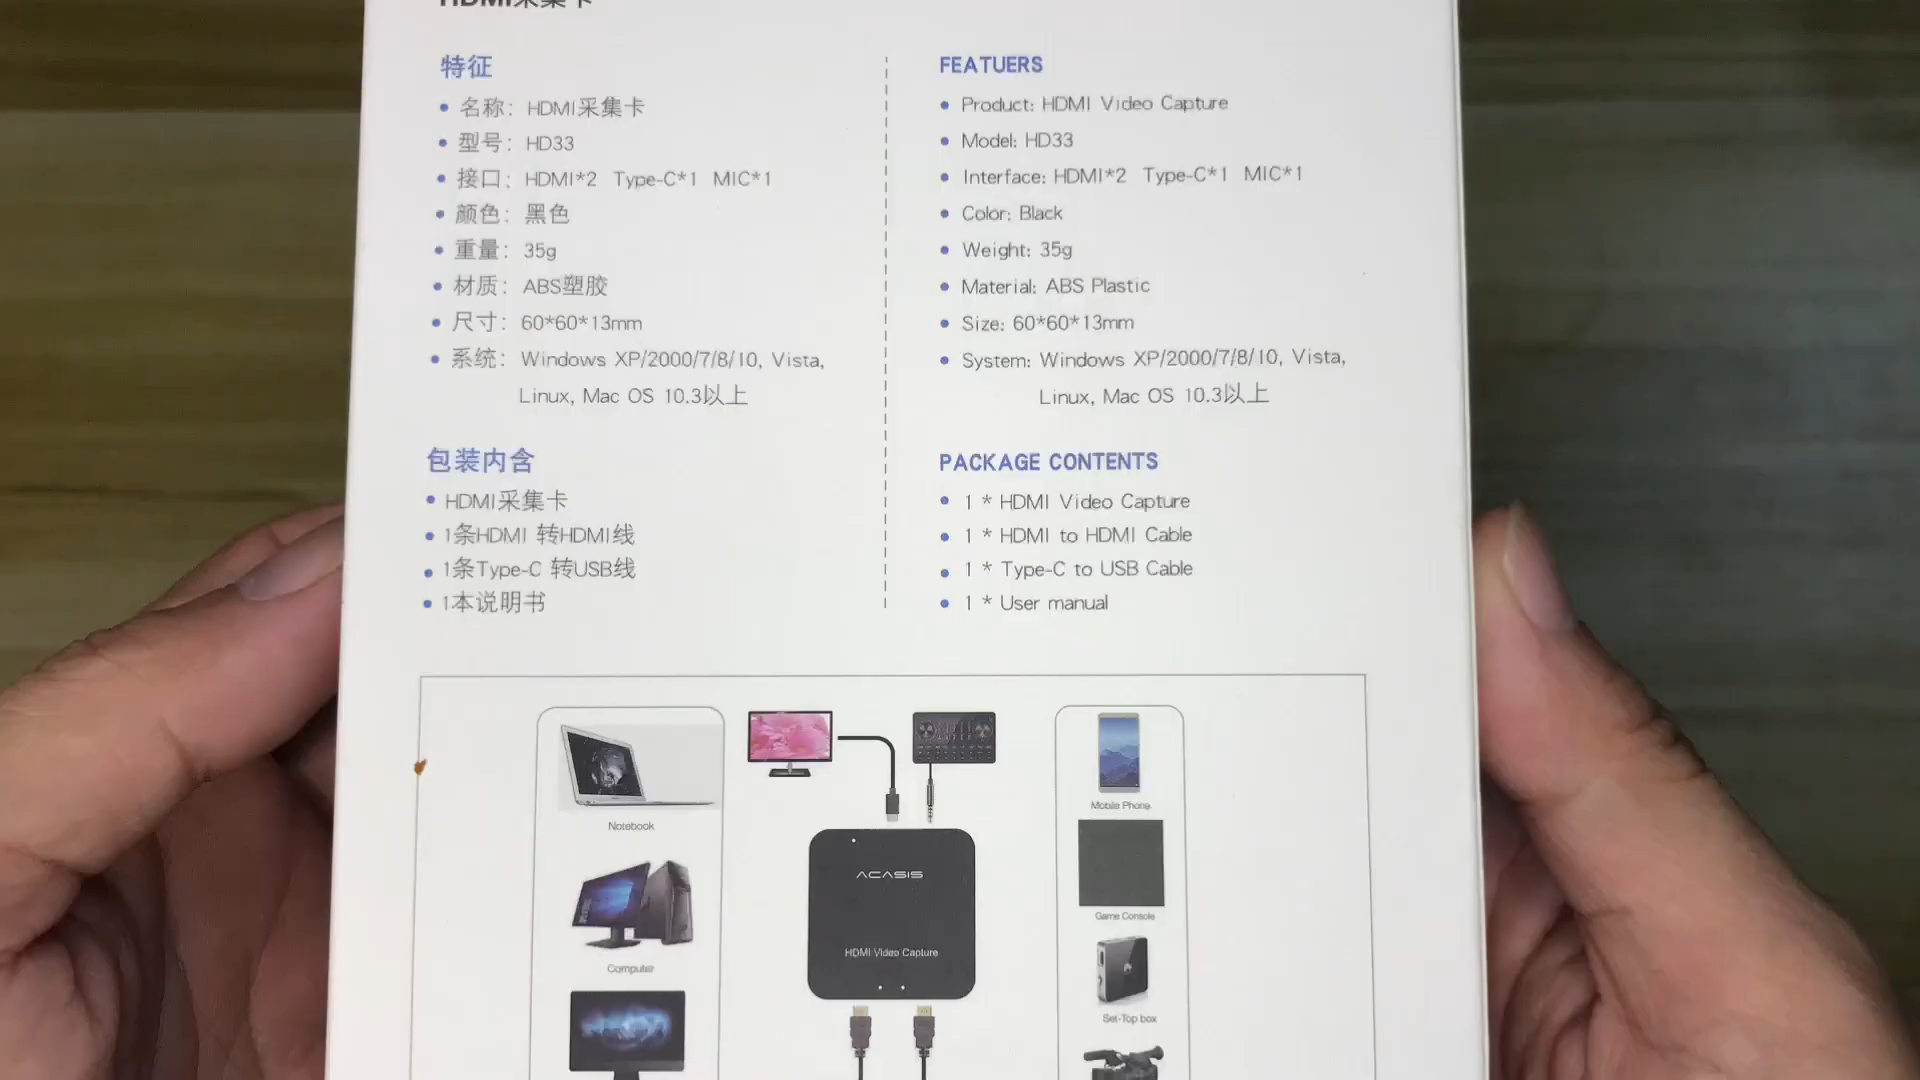 HDMI采集卡
特征
名称：HDMI采集卡
型号：HD33
接口：HDMI*2 Type-C*1 MIC*1
颜色：黑色
重量：35g
材质：ABS塑胶
尺寸：60*60*13mm
系统：Windows XP/2000/7/8/10, Vista,
Linux, Mac OS 10.3以上
包装内含
HDMI采集卡
1条HDMI 转HDMI线
1条Type-C 转USB线
1本说明书
FEATUERS
Product: HDMI Video Capture
Model: HD33
Interface: HDMI*2 Type-C*1 MIC*1
Color: Black
Weight: 35g
Material: ABS Plastic
Size: 60*60*13mm
System: Windows XP/2000/7/8/10, Vista,
Linux, Mac OS 10.3以上
PACKAGE CONTENTS
1 * HDMI Video Capture
1 * HDMI to HDMI Cable
1 * Type-C to USB Cable
1 * User manual
Notebook
Computer
ACASIS
HDMI Video Capture
Mobile Phone
Game Console
Set-Top box